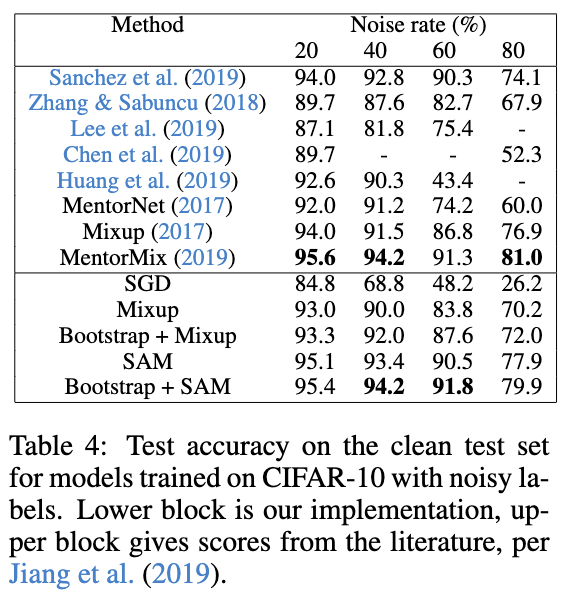 Method Noise rate (%)
20 40 60 80
Sanchez et al. (2019) 94.0 92.8 90.3 74.1
Zhang & Sabuncu (2018) 89.7 87.6 82.7 67.9
Lee et al. (2019) 87.1 81.8 75.4 -
Chen et al. (2019) 89.7 - - 52.3
Huang et al. (2019) 92.6 90.3 43.4 -
MentorNet (2017) 92.0 91.2 74.2 60.0
Mixup (2017) 94.0 91.5 86.8 76.9
MentorMix (2019) 95.6 94.2 91.3 81.0
SGD 84.8 68.8 48.2 26.2
Mixup 93.0 90.0 83.8 70.2
Bootstrap + Mixup 93.3 92.0 87.6 72.0
SAM 95.1 93.4 90.5 77.9
Bootstrap + SAM 95.4 94.2 91.8 79.9
Table 4: Test accuracy on the clean test set
for models trained on CIFAR-10 with noisy la-
bels. Lower block is our implementation, up-
per block gives scores from the literature, per
Jiang et al. (2019).